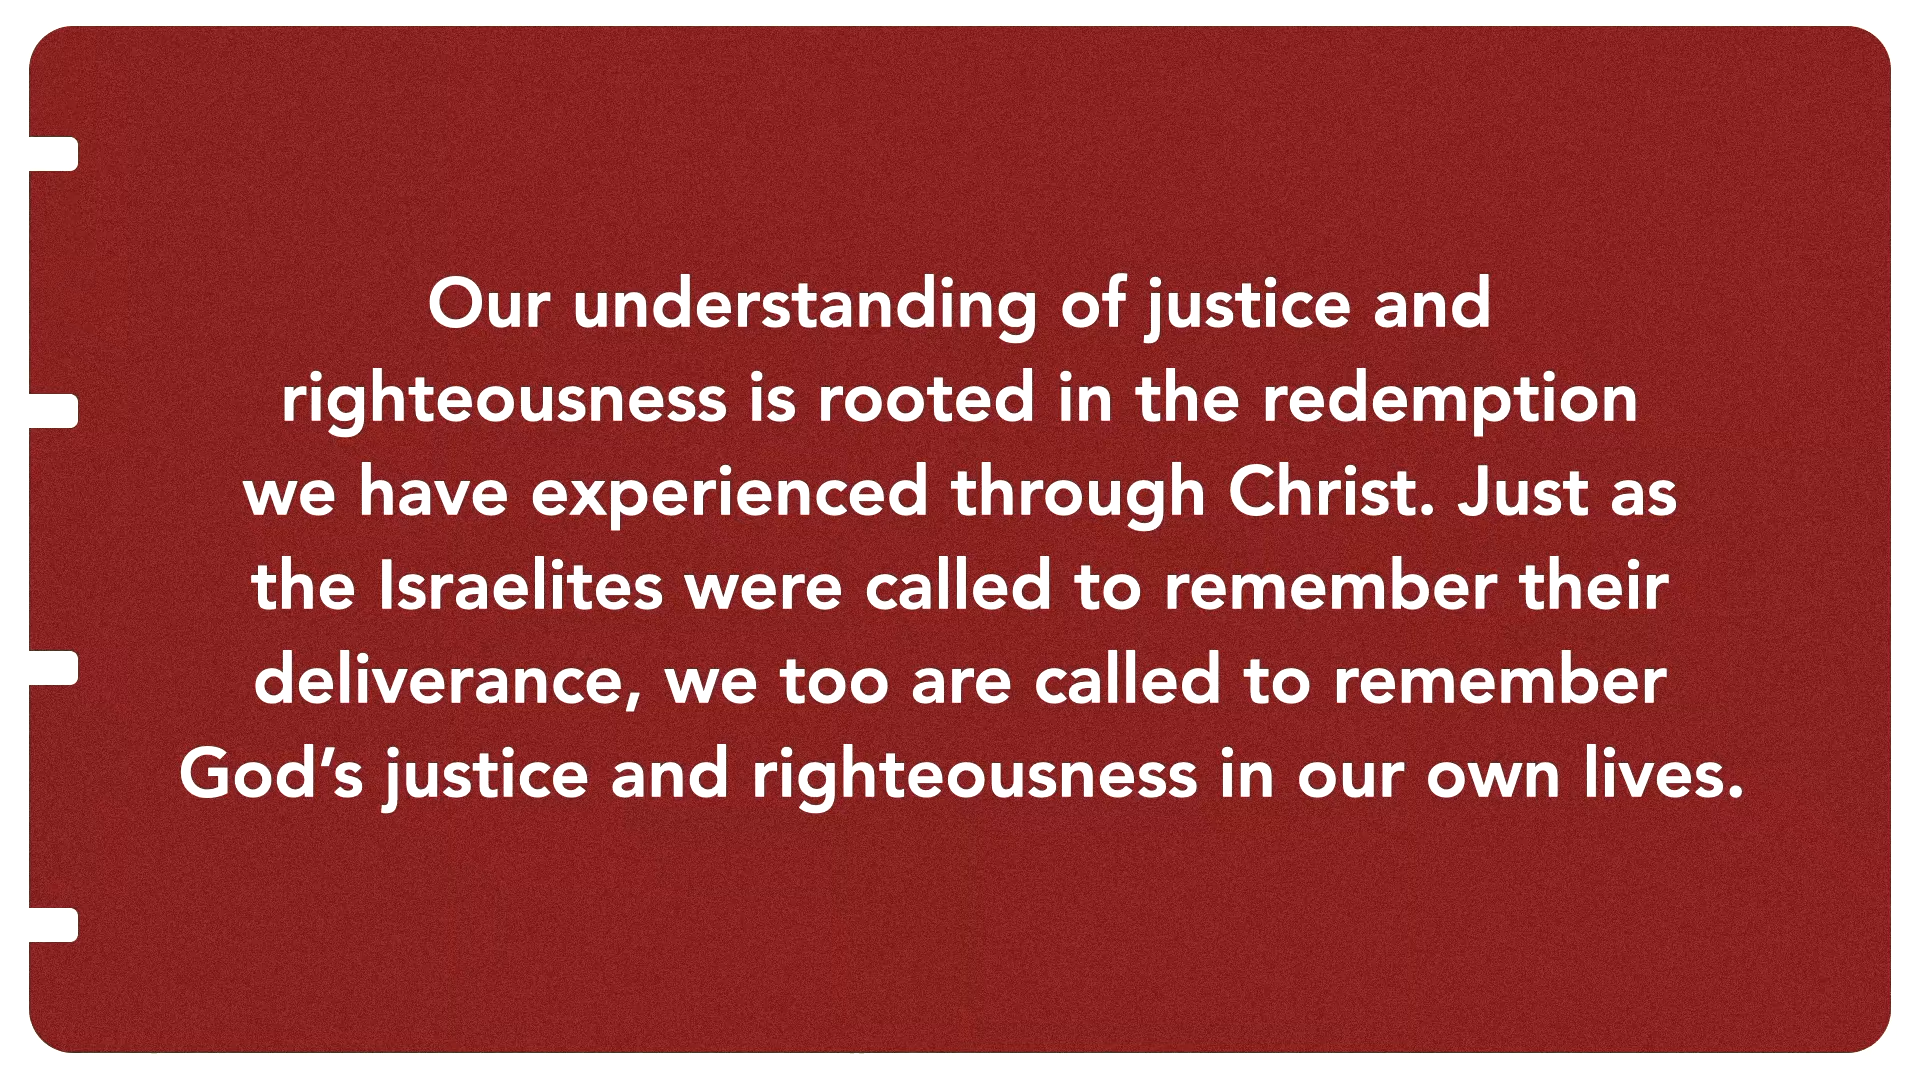 Our understanding of justice and
righteousness is rooted in the redemption
we have experienced through Christ. Just as
the Israelites were called to remember their
deliverance, we too are called to remember
God’s justice and righteousness in our own lives.